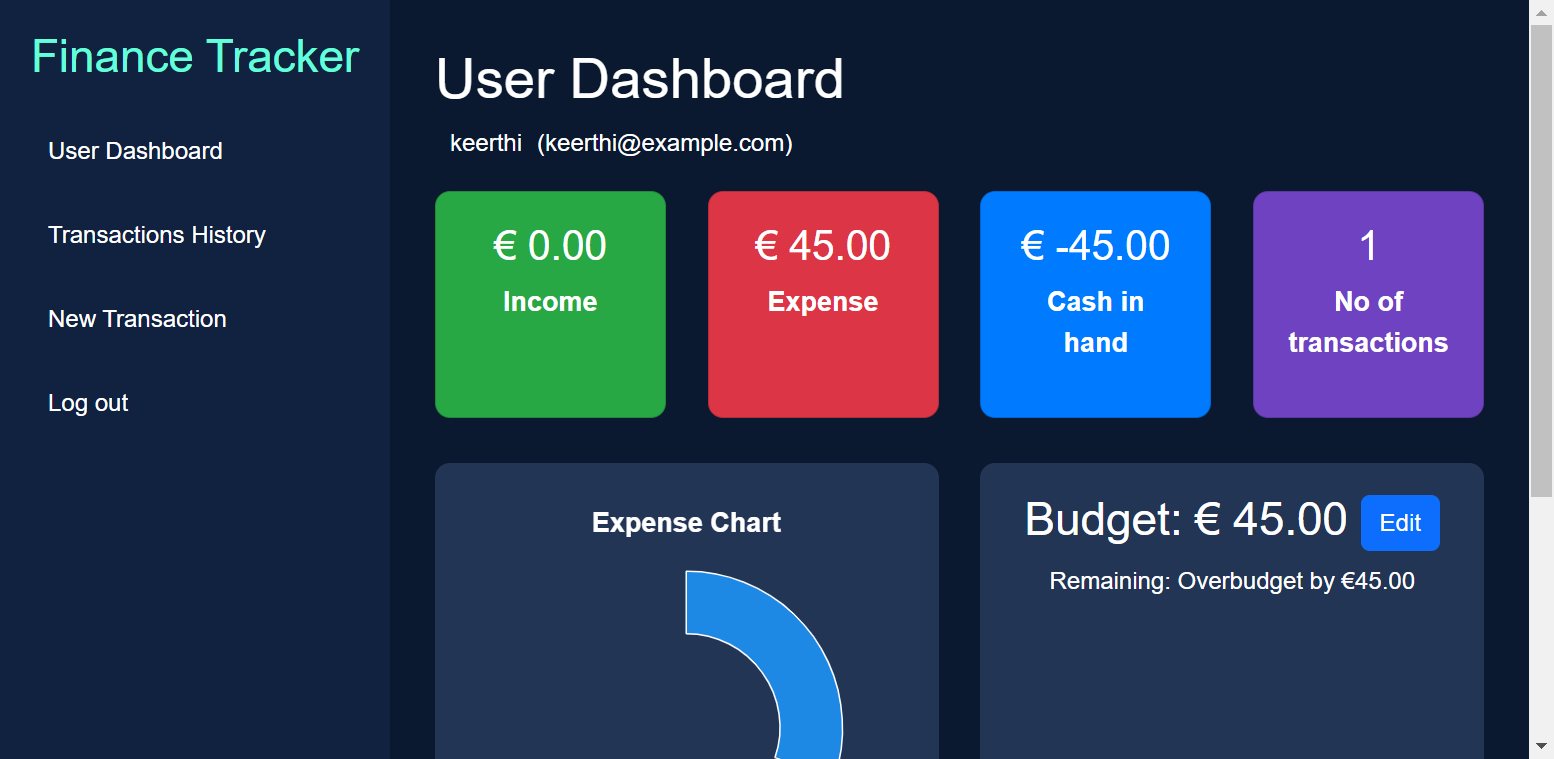 Finance Tracker
User Dashboard
Transactions History
New Transaction
Log out
User Dashboard
keerthi (keerthi@example.com)
€ 0.00
Income
€ 45.00
Expense
€ -45.00
Cash in
hand
1
No of
transactions
Expense Chart
Budget: € 45.00 Edit
Remaining: Overbudget by €45.00